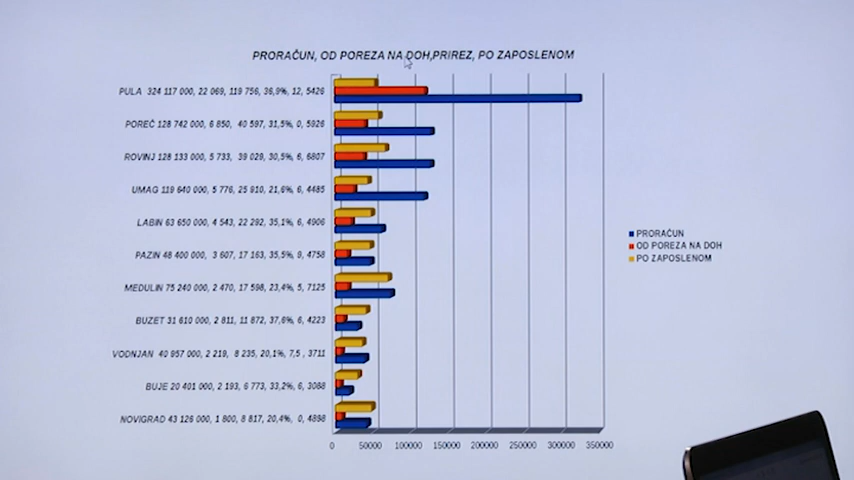 PRORAČUN, OD POREZA NA DOH,PRIREZ, PO ZAPOSLENOM
PULA 324 117 000, 22 069, 119 756, 36,9%, 12, 5426
POREČ 128 742 000, 6 850, 40 597, 31,5%, 0, 5926
ROVINJ 128 133 000, 5 733, 39 029, 30,5%, 6, 6807
UMAG 119 640 000, 5 776, 25 910, 21,6%, 6, 4485
LABIN 63 650 000, 4 543, 22 292, 35,1%, 6, 4906
PAZIN 48 400 000, 3 607, 17 163, 35,5%, 9, 4758
MEDULIN 75 240 000, 2 470, 17 598, 23,4%, 5, 7125
BUZET 31 610 000, 2 811, 11 872, 37,6%, 6, 4223
VODNJAN 40 957 000, 2 219, 8 235, 20,1%, 7,5 , 3711
BUJE 20 401 000, 2 193, 6 773, 33,2%, 6, 3088
NOVIGRAD 43 126 000, 1 800, 8 817, 20,4%, 0, 4898
PRORAČUN
OD POREZA NA DOH
PO ZAPOSLENOM
0 50000 100000 150000 200000 250000 300000 350000